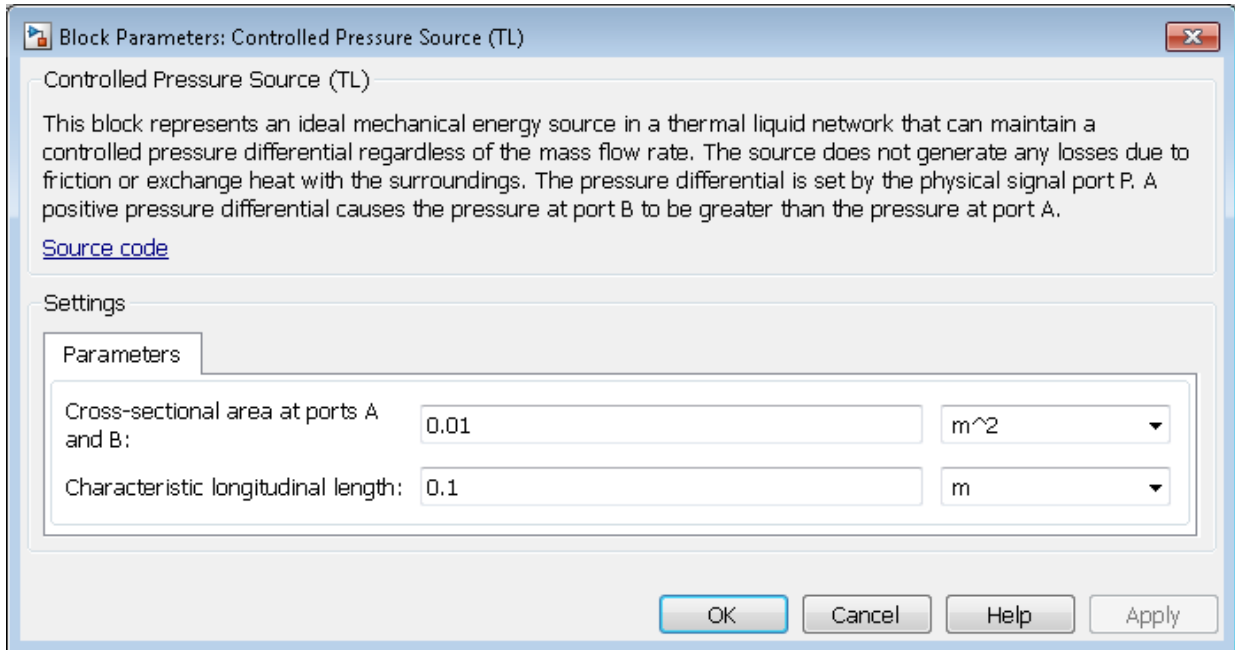 Block Parameters: Controlled Pressure Source (TL)
Controlled Pressure Source (TL)
This block represents an ideal mechanical energy source in a thermal liquid network that can maintain a
controlled pressure differential regardless of the mass flow rate. The source does not generate any losses due to
friction or exchange heat with the surroundings. The pressure differential is set by the physical signal port P. A
positive pressure differential causes the pressure at port B to be greater than the pressure at port A.
Source code
Settings
Parameters
Cross-sectional area at ports A
and B:
0.01
m^2
Characteristic longitudinal length:
0.1
m
OK
Cancel
Help
Apply